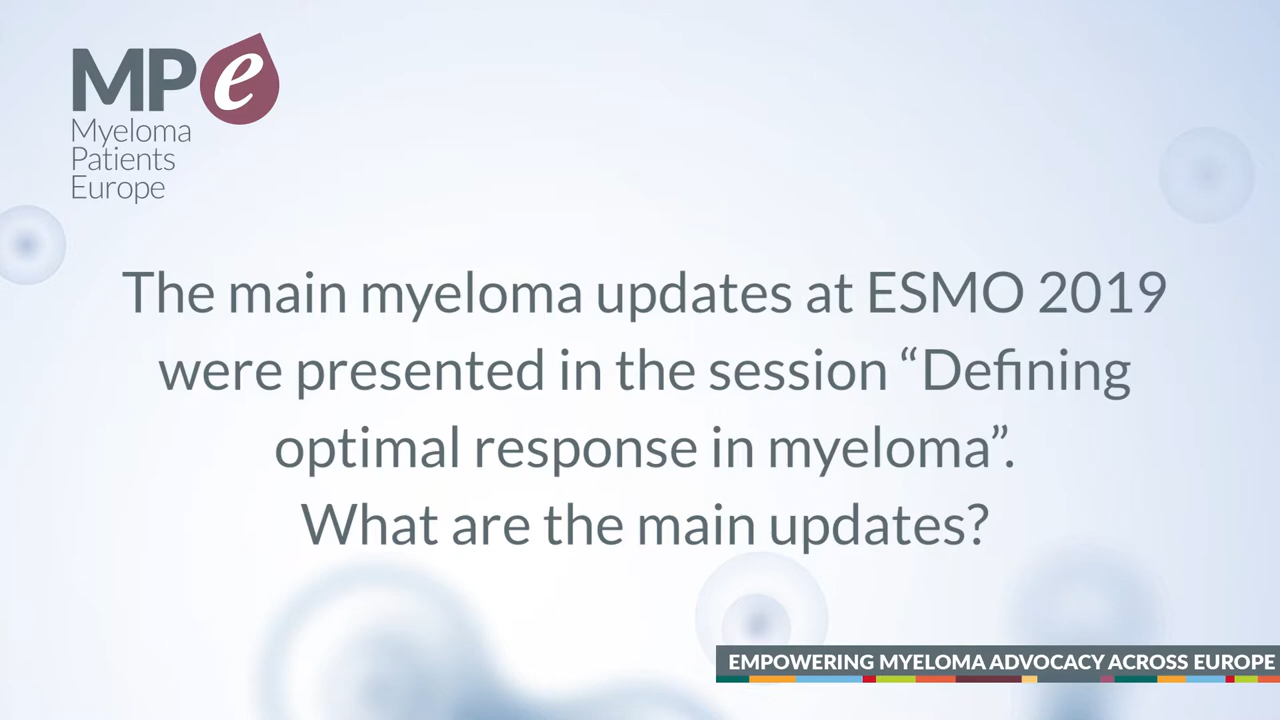 MPe
Myeloma
Patients
Europe
The main myeloma updates at ESMO 2019
were presented in the session “Defining
optimal response in myeloma”.
What are the main updates?
EMPOWERING MYELOMA ADVOCACY ACROSS EUROPE